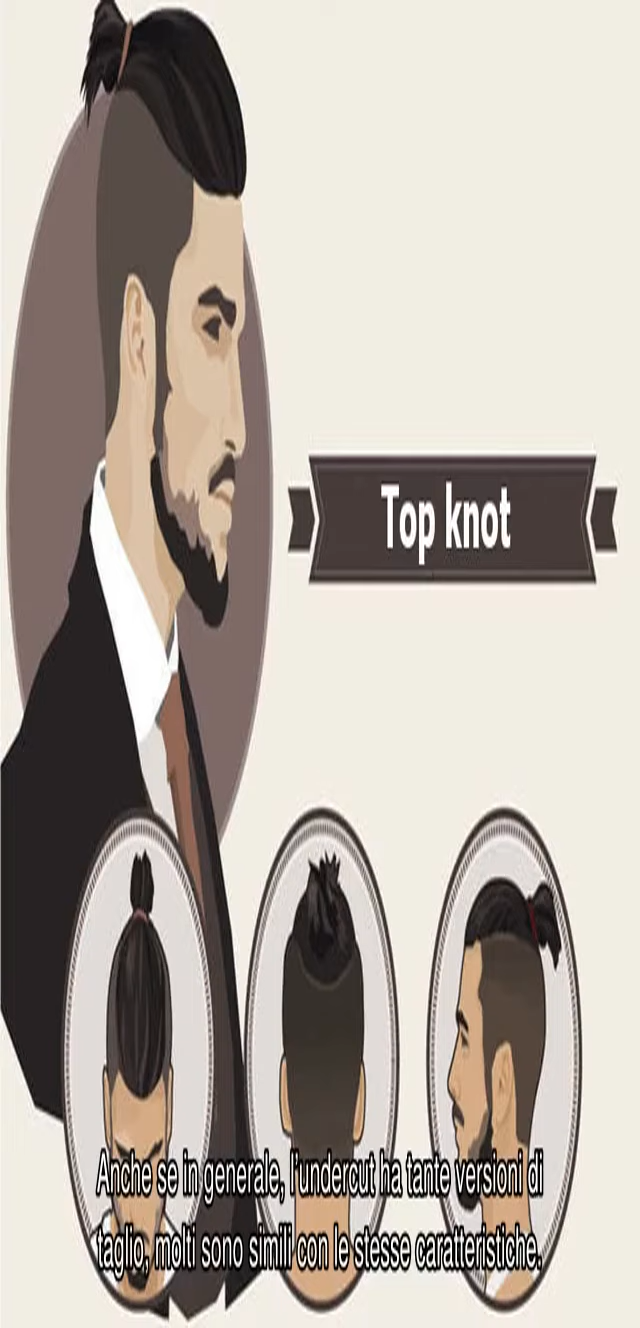 Top knot
Anche se in generale, l'undercut ha tante versioni di
taglio, molti sono simili con le stesse caratteristiche.